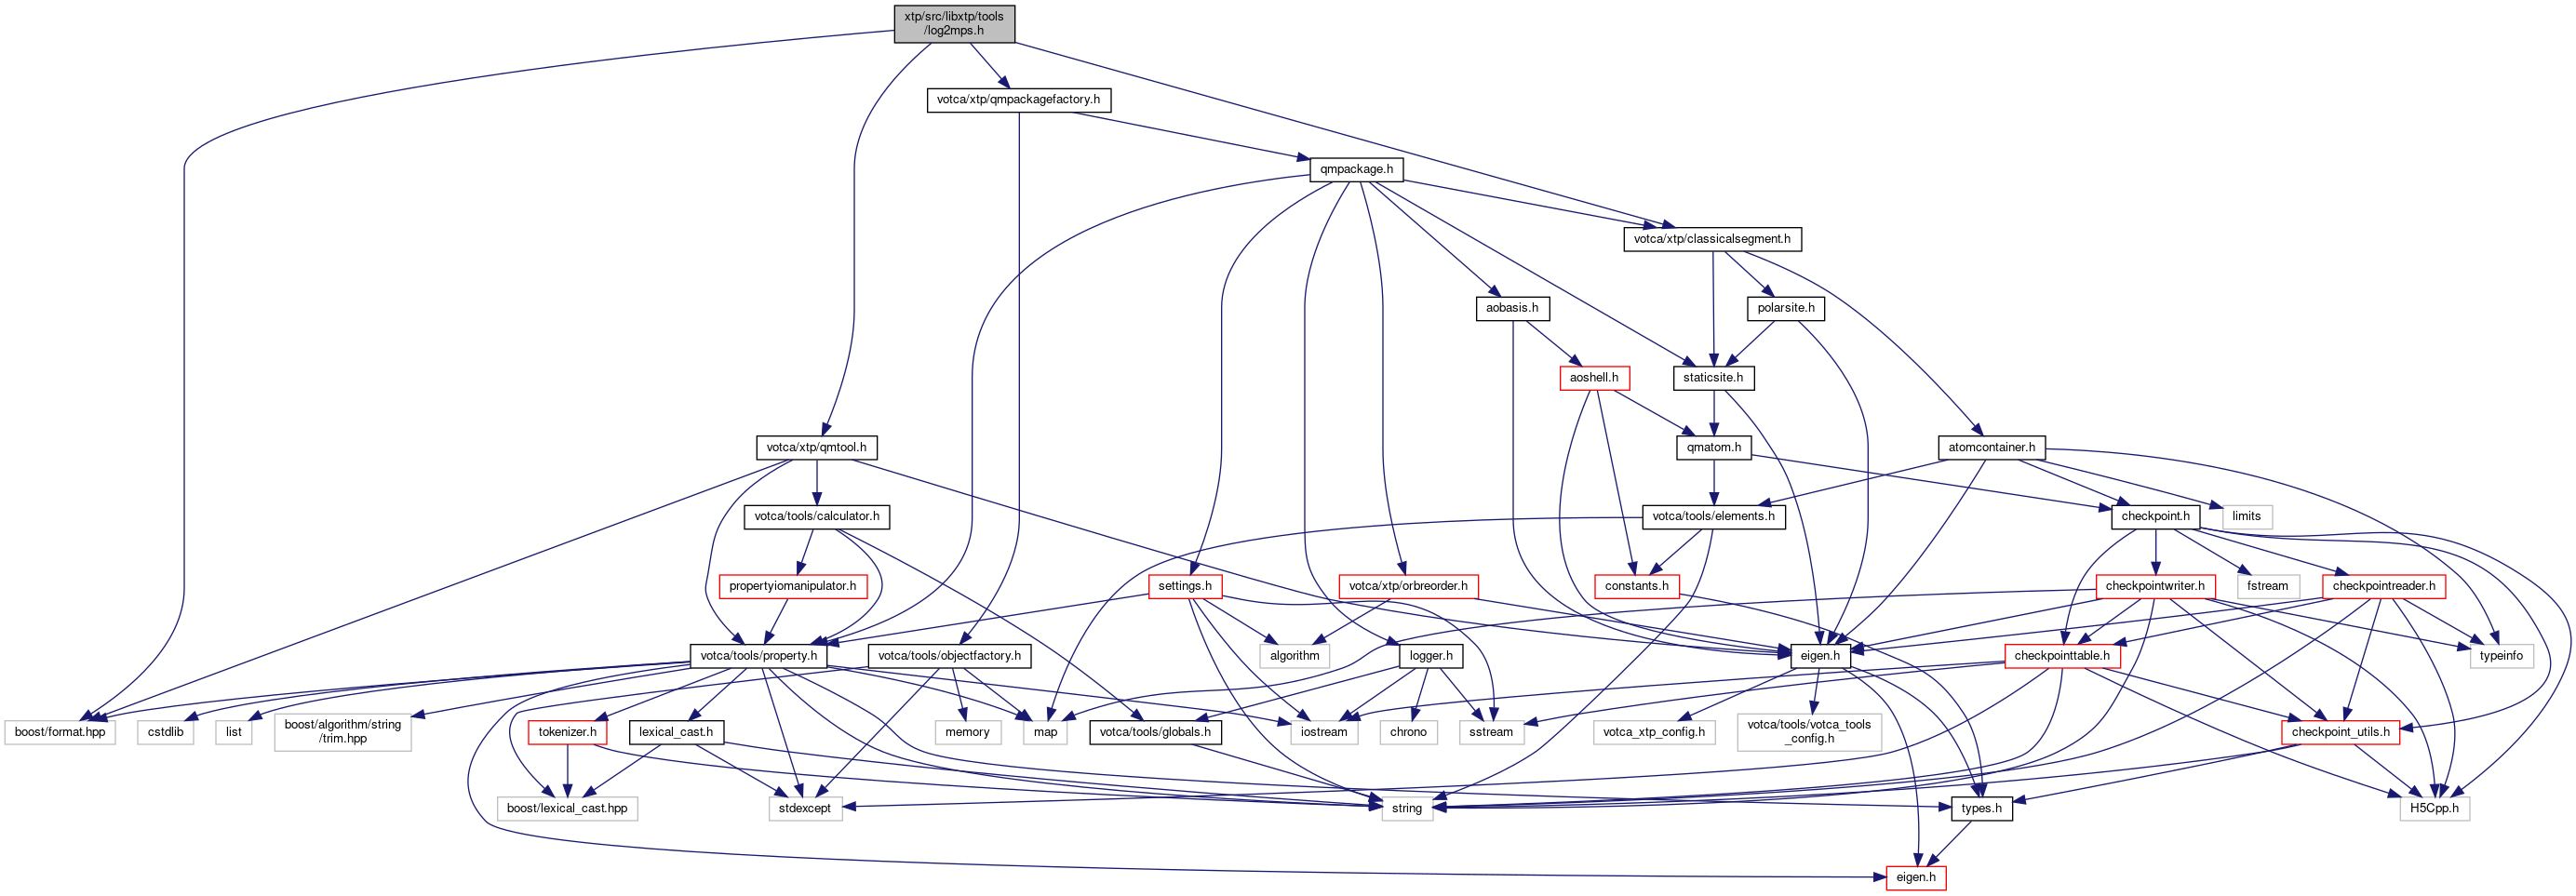 xtp/src/libxtp/tools
/log2mps.h
votca/xtp/qmpackagefactory.h
qmpackage.h
votca/xtp/classicalsegment.h
aobasis.h
polarsite.h
aoshell.h
staticsite.h
votca/xtp/qmtool.h
qmatom.h
atomcontainer.h
votca/tools/calculator.h
votca/tools/elements.h
checkpoint.h
limits
propertyiomanipulator.h
settings.h
votca/xtp/orbreorder.h
constants.h
checkpointwriter.h
fstream
checkpointreader.h
votca/tools/property.h
votca/tools/objectfactory.h
algorithm
logger.h
eigen.h
checkpointtable.h
typeinfo
boost/format.hpp
cstdlib
list
boost/algorithm/string
/trim.hpp
tokenizer.h
lexical_cast.h
memory
map
votca/tools/globals.h
iostream
chrono
sstream
votca_xtp_config.h
votca/tools/votca_tools
_config.h
checkpoint_utils.h
boost/lexical_cast.hpp
stdexcept
string
types.h
H5Cpp.h
eigen.h